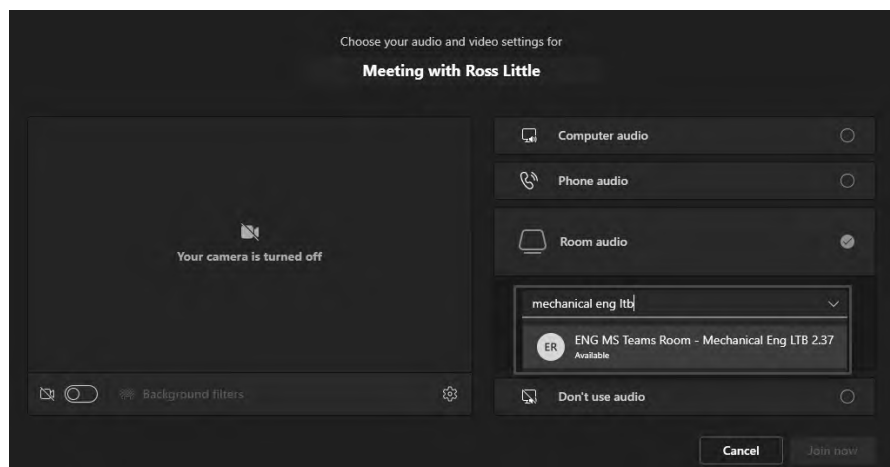 Choose your audio and video settings for
Meeting with Ross Little
Your camera is turned off
Background filters
Computer audio
Phone audio
Room audio
mechanical eng ltb
ER
ENG MS Teams Room - Mechanical Eng LTB 2.37
Available
Don't use audio
Cancel
Join now